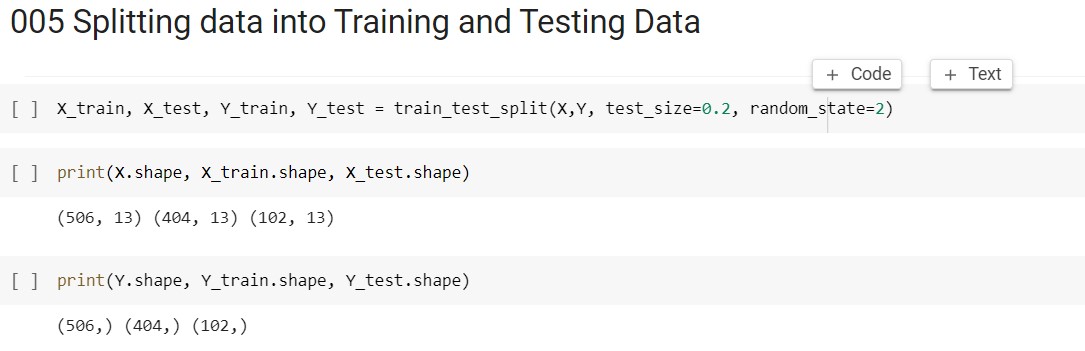 005 Splitting data into Training and Testing Data
+ Code + Text
[ ] X_train, X_test, Y_train, Y_test = train_test_split(X,Y, test_size=0.2, random_state=2)
[ ] print(X.shape, X_train.shape, X_test.shape)
(506, 13) (404, 13) (102, 13)
[ ] print(Y.shape, Y_train.shape, Y_test.shape)
(506,) (404,) (102,)